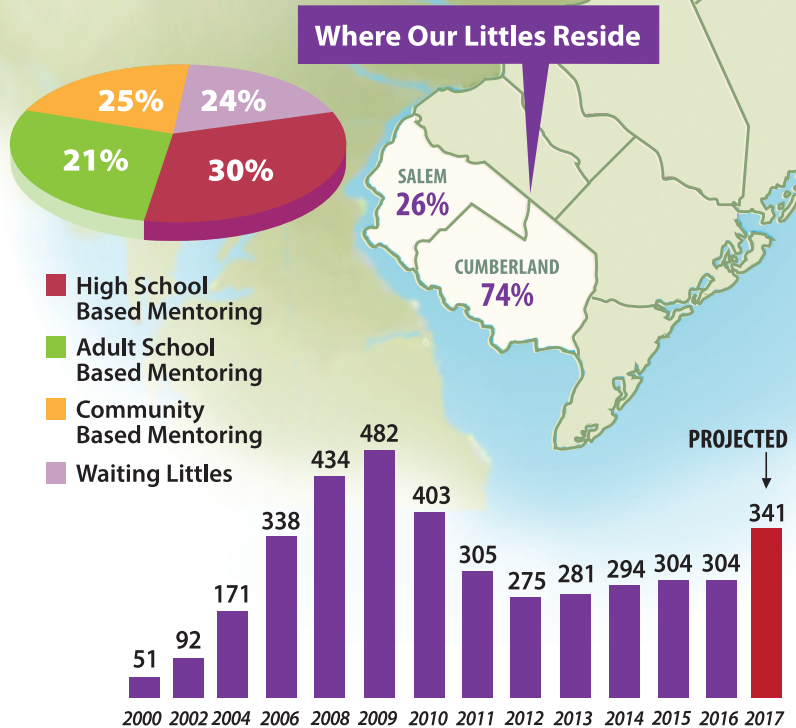 Where Our Littles Reside
25%
24%
21%
30%
SALEM
26%
CUMBERLAND
74%
High School
Based Mentoring
Adult School
Based Mentoring
Community
Based Mentoring
Waiting Littles
PROJECTED
51
92
171
338
434
482
403
305
275
281
294
304
304
341
2000 2002 2004 2006 2008 2009 2010 2011 2012 2013 2014 2015 2016 2017